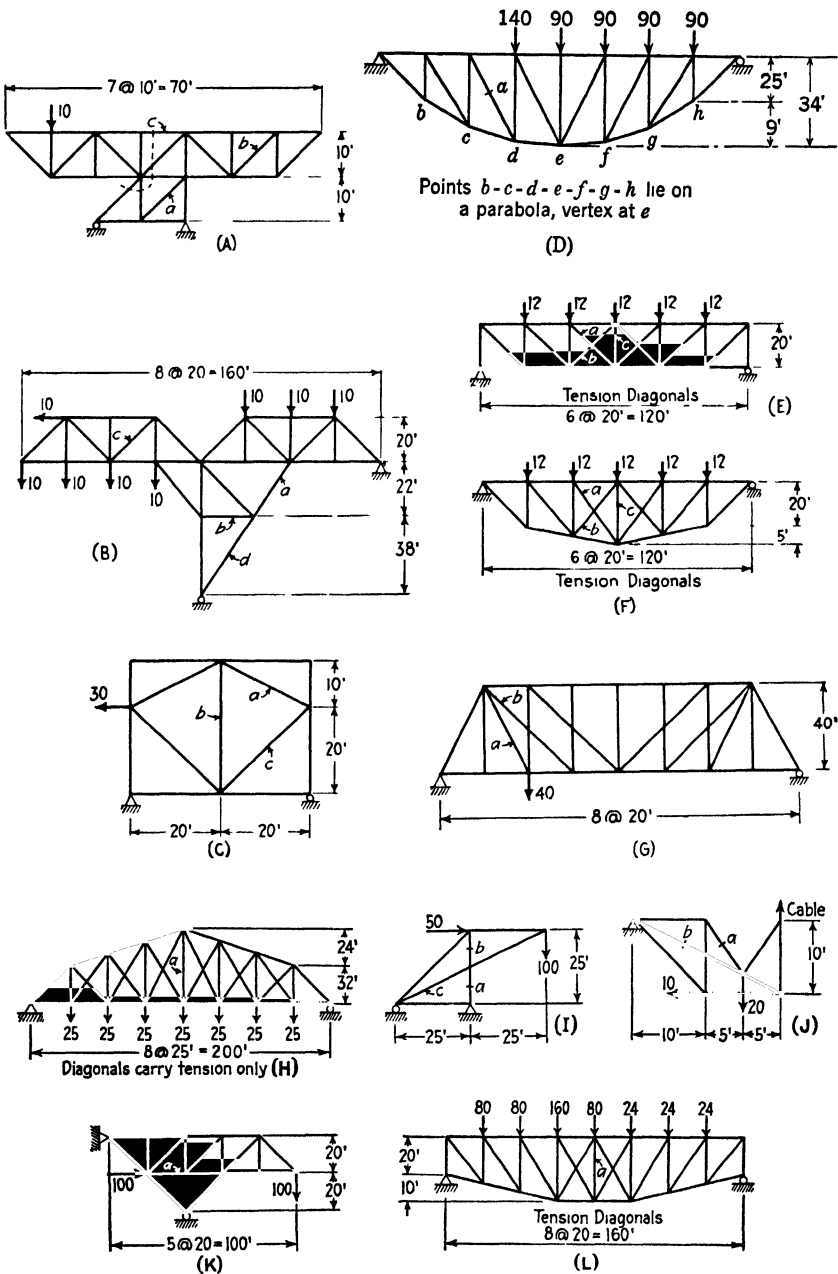 7 @ 10' = 70'
10
c
b
a
10'
10'
(A)
140 90 90 90 90
a
b
c
d
e
f
g
h
25'
9'
34'
Points b-c-d-e-f-g-h lie on
a parabola, vertex at e
(D)
8 @ 20 = 160'
10
10
10
10
c
10
10
10
10
a
b
d
20'
22'
38'
(B)
12 12 12 12 12
a
b
c
20'
Tension Diagonals
6 @ 20' = 120'
(E)
12 12 12 12 12
a
b
c
20'
5'
6 @ 20' = 120'
Tension Diagonals
(F)
30
a
b
c
10'
20'
20' 20'
(C)
b
a
40
40'
8 @ 20'
(G)
a
24'
32'
25 25 25 25 25 25 25
8 @ 25' = 200'
Diagonals carry tension only (H)
50
b
a
c
100
25'
25' 25'
(I)
Cable
b
a
10
20
10'
10' 5' 5'
(J)
a
100
100
20'
20'
5 @ 20 = 100'
(K)
80 80 160 80 24 24 24
20'
10'
a
Tension Diagonals
8 @ 20' = 160'
(L)